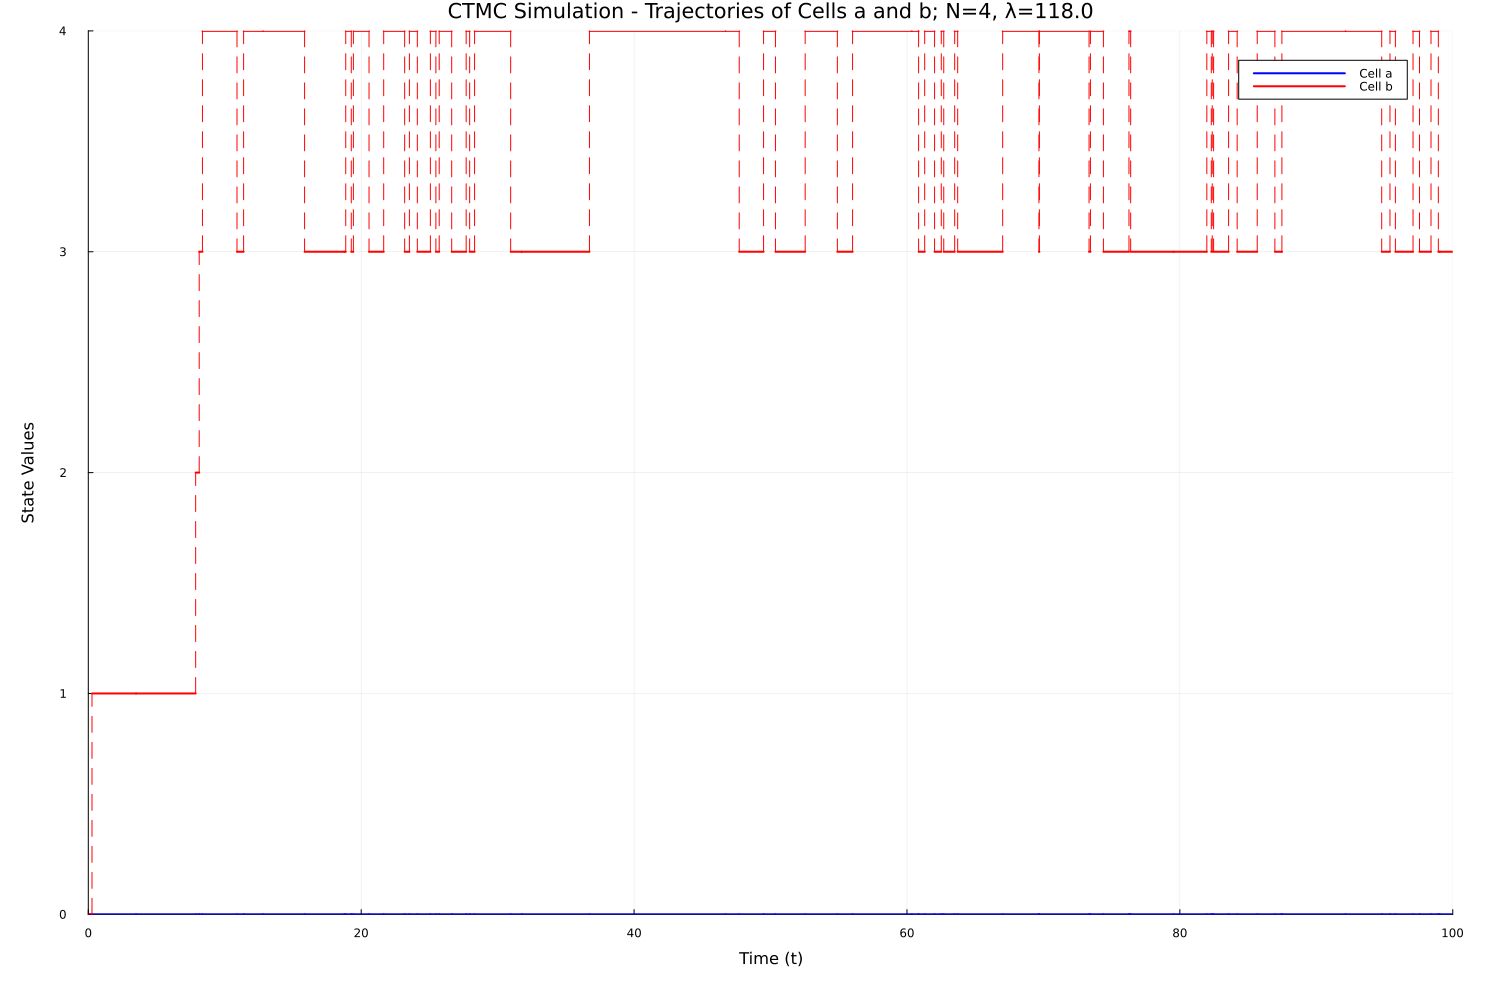 CTMC Simulation - Trajectories of Cells a and b; N=4, λ=118.0
4
Cell a
Cell b
3
State Values
2
1
0
0 20 40 60 80 100
Time (t)